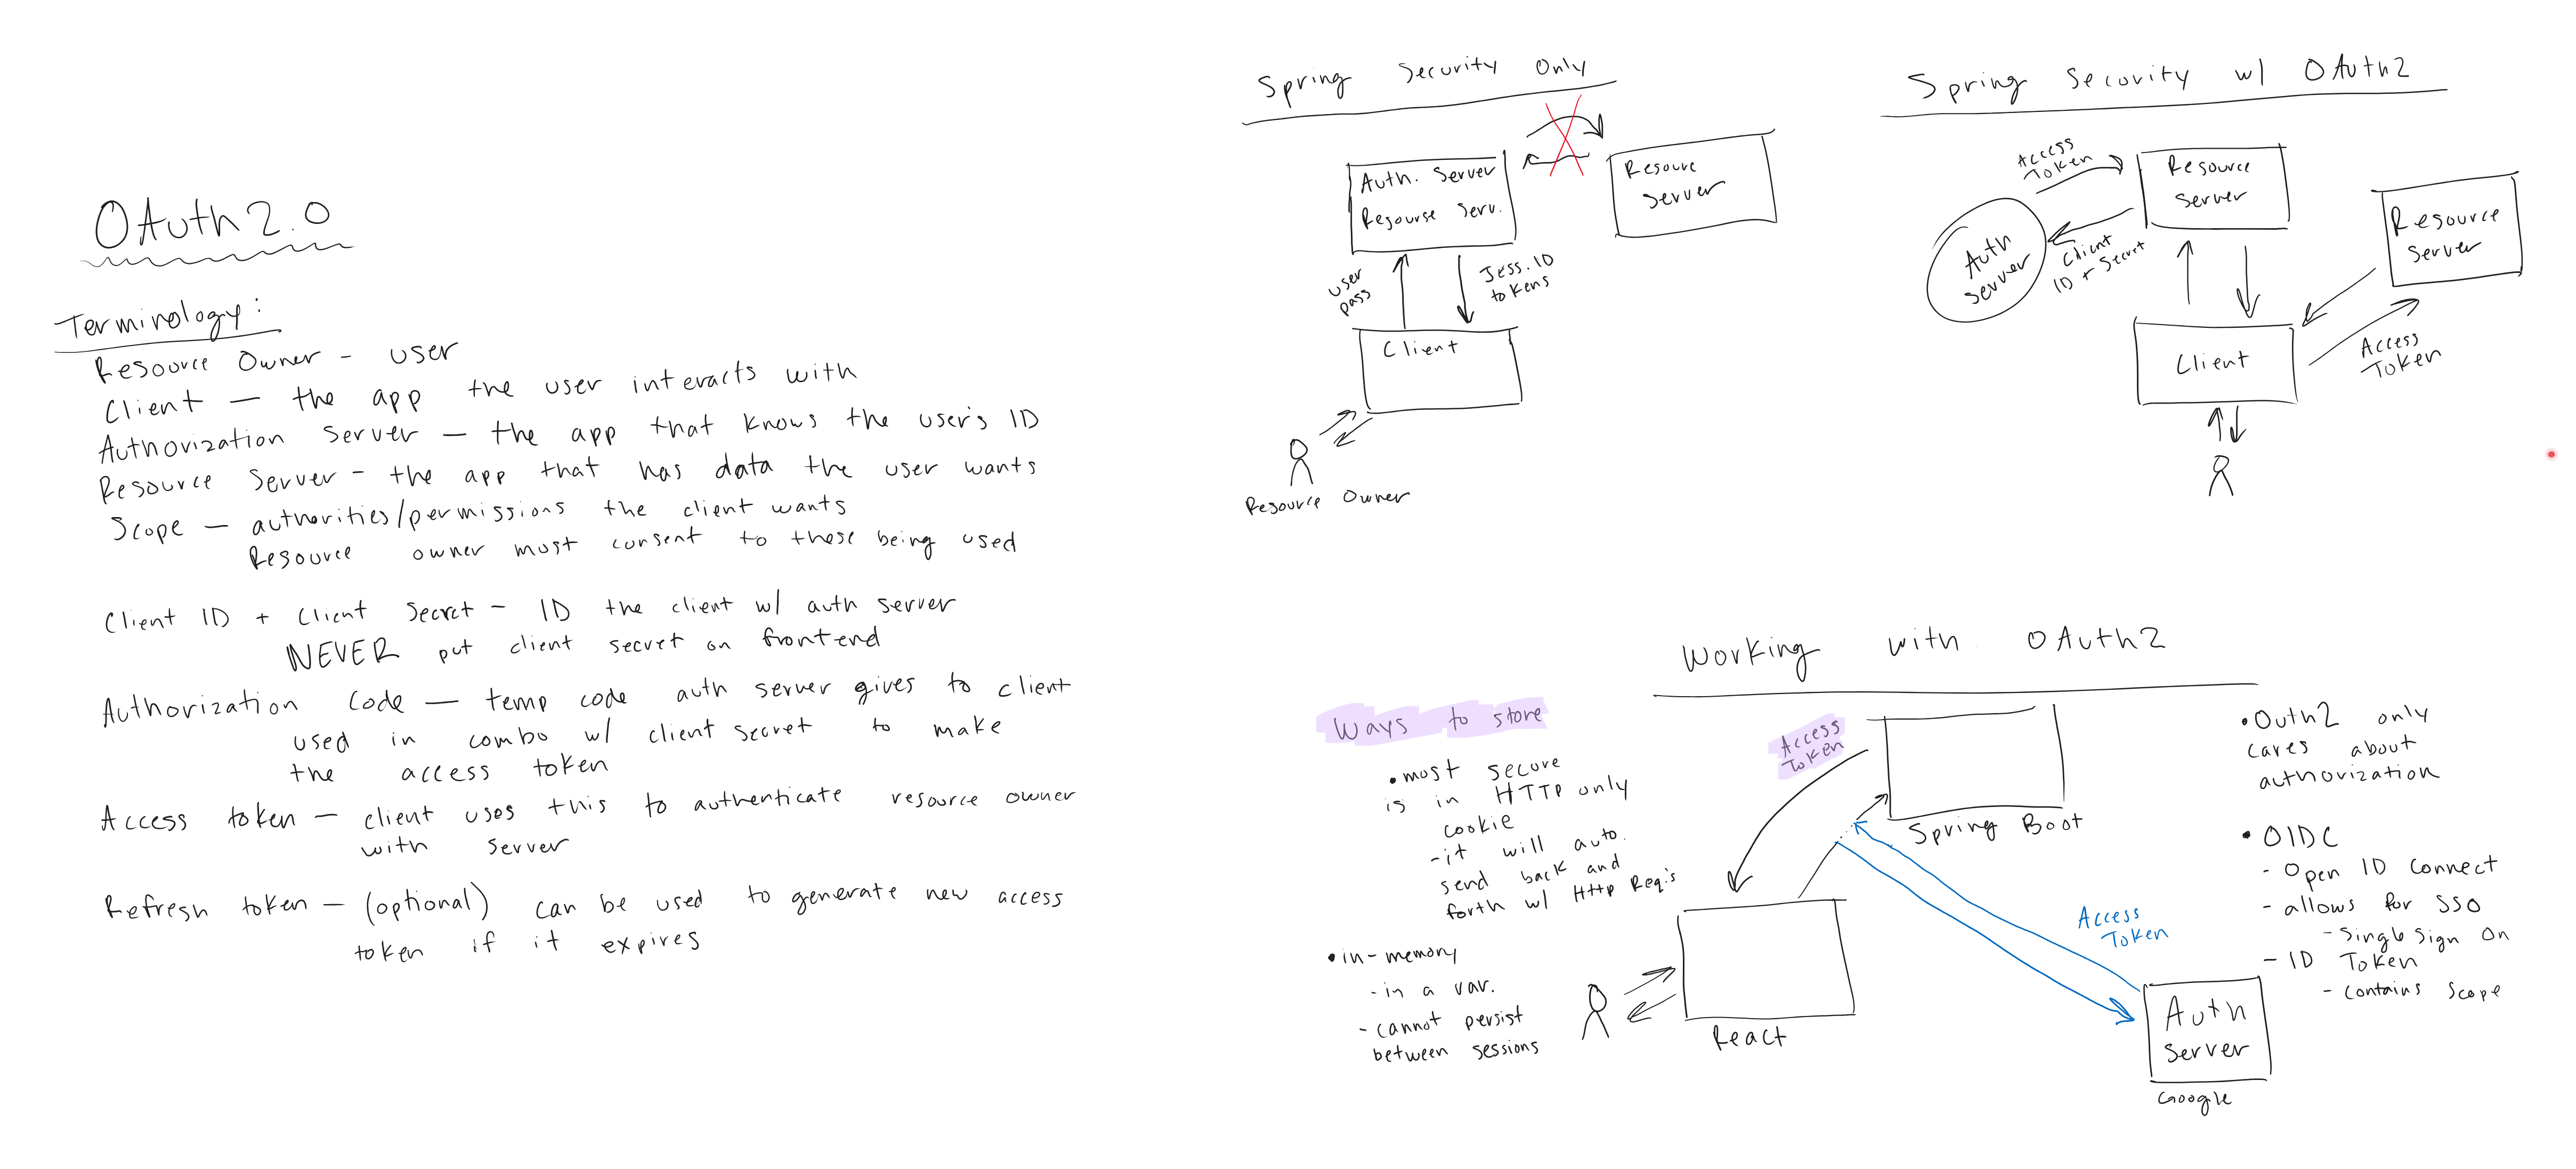 OAuth2.0
Terminology:
Resource Owner - user
Client — the app the user interacts with
Authorization Server — the app that knows the user's ID
Resource Server - the app that has data the user wants
Scope — authorities/permissions the client wants
Resource owner must consent to these being used
Client ID + Client Secret - ID the client w/ auth server
NEVER put client secret on frontend
Authorization Code — temp code auth server gives to client
used in combo w/ client secret to make
the access token
Access token — client uses this to authenticate resource owner
with server
Refresh token — (optional) can be used to generate new access
token if it expires
Spring Security Only
Auth. Server
Resourse Serv.
Resource
Server
user
pass
Sess. ID
tokens
Client
Resource Owner
Spring Security w/ OAuth2
Access
Token
Resource
Server
Auth
Server
Client
ID + Secret
Resource
Server
Client
Access
Token
Working with OAuth2
Ways to store
• most secure
is in HTTP only
cookie
- it will auto.
send back and
forth w/ Http Req's
• in-memory
- in a var.
- cannot persist
between sessions
Access
Token
Spring Boot
React
Access
Token
Auth
Server
Google
• Outh2 only
cares about
authorization
• OIDC
- Open ID Connect
- allows for SSO
- Single Sign On
- ID Token
- contains scope